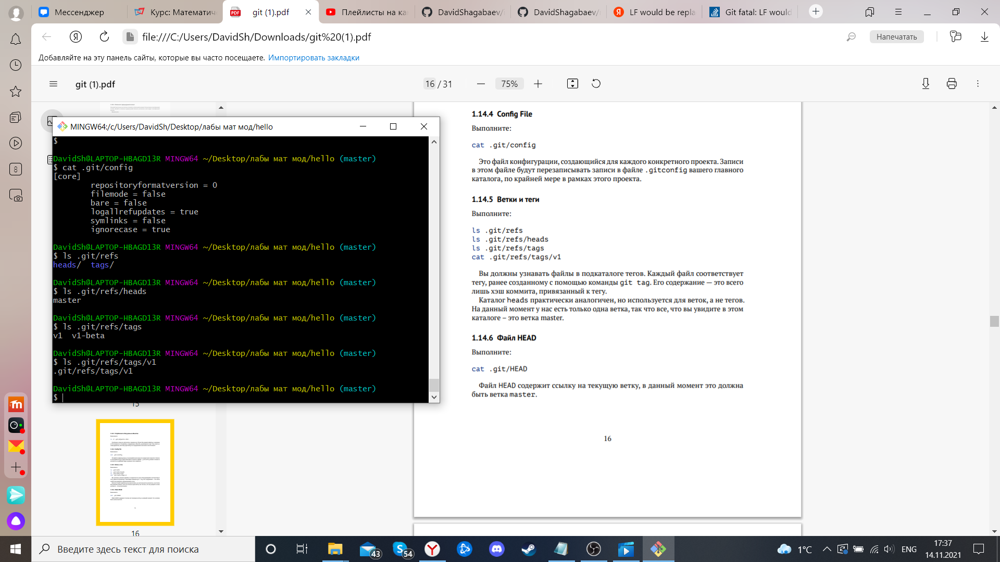 Мессенджер
Курс: Математич
git (1).pdf
Плейлисты на ка
DavidShagabaev/
DavidShagabaev/
LF would be repla
Git fatal: LF would
file:///C:/Users/DavidSh/Downloads/git%20(1).pdf
Напечатать
Добавляйте на эту панель сайты, которые вы часто посещаете. Импортировать закладки
git (1).pdf
16 / 31
75%
8
MINGW64:/c/Users/DavidSh/Desktop/лабы мат мод/hello
$
DavidSh@LAPTOP-HBAGD13R MINGW64 ~/Desktop/лабы мат мод/hello (master)
$ cat .git/config
[core]
repositoryformatversion = 0
filemode = false
bare = false
logallrefupdates = true
symlinks = false
ignorecase = true
DavidSh@LAPTOP-HBAGD13R MINGW64 ~/Desktop/лабы мат мод/hello (master)
$ ls .git/refs
heads/  tags/
DavidSh@LAPTOP-HBAGD13R MINGW64 ~/Desktop/лабы мат мод/hello (master)
$ ls .git/refs/heads
master
DavidSh@LAPTOP-HBAGD13R MINGW64 ~/Desktop/лабы мат мод/hello (master)
$ ls .git/refs/tags
v1  v1-beta
DavidSh@LAPTOP-HBAGD13R MINGW64 ~/Desktop/лабы мат мод/hello (master)
$ ls .git/refs/tags/v1
.git/refs/tags/v1
DavidSh@LAPTOP-HBAGD13R MINGW64 ~/Desktop/лабы мат мод/hello (master)
$
15
16
1.14.4 Config File
Выполните:
cat .git/config
Это файл конфигурации, создающийся для каждого конкретного проекта. Записи
в этом файле будут перезаписывать записи в файле .gitconfig вашего главного
каталога, по крайней мере в рамках этого проекта.
1.14.5 Ветки и теги
Выполните:
ls .git/refs
ls .git/refs/heads
ls .git/refs/tags
cat .git/refs/tags/v1
Вы должны узнавать файлы в подкаталоге тегов. Каждый файл соответствует
тегу, ранее созданному с помощью команды git tag. Его содержание — это всего
лишь хэш коммита, привязанный к тегу.
Каталог heads практически аналогичен, но используется для веток, а не тегов.
На данный момент у нас есть только одна ветка, так что все, что вы увидите в этом
каталоге – это ветка master.
1.14.6 Файл HEAD
Выполните:
cat .git/HEAD
Файл HEAD содержит ссылку на текущую ветку, в данный момент это должна
быть ветка master.
16
Введите здесь текст для поиска
43
54
1°C
ENG
17:37
14.11.2021